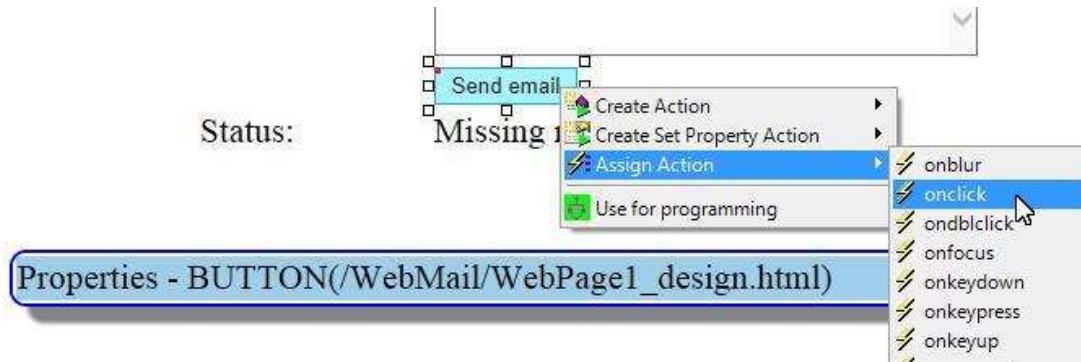 Send email
Create Action
Status:
Missing
Create Set Property Action
Assign Action
onblur
onclick
Use for programming
ondblclick
onfocus
Properties - BUTTON(/WebMail/WebPage1_design.html)
onkeydown
onkeypress
onkeyup